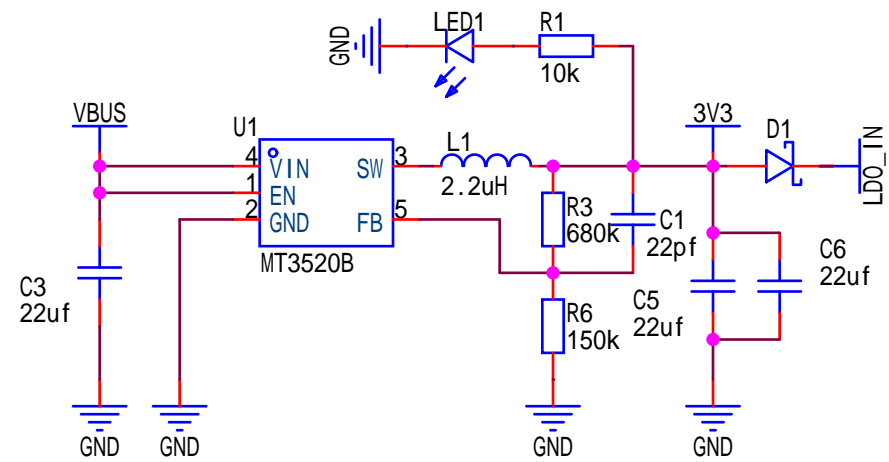 LED1
R1
GND
10k
VBUS
U1
L1
3V3
D1
LDO_IN
4
VIN
SW
3
2.2uH
1
EN
2
GND
FB
5
R3
680k
C1
22pf
MT3520B
C3
22uf
C6
22uf
C5
22uf
R6
150k
GND
GND
GND
GND